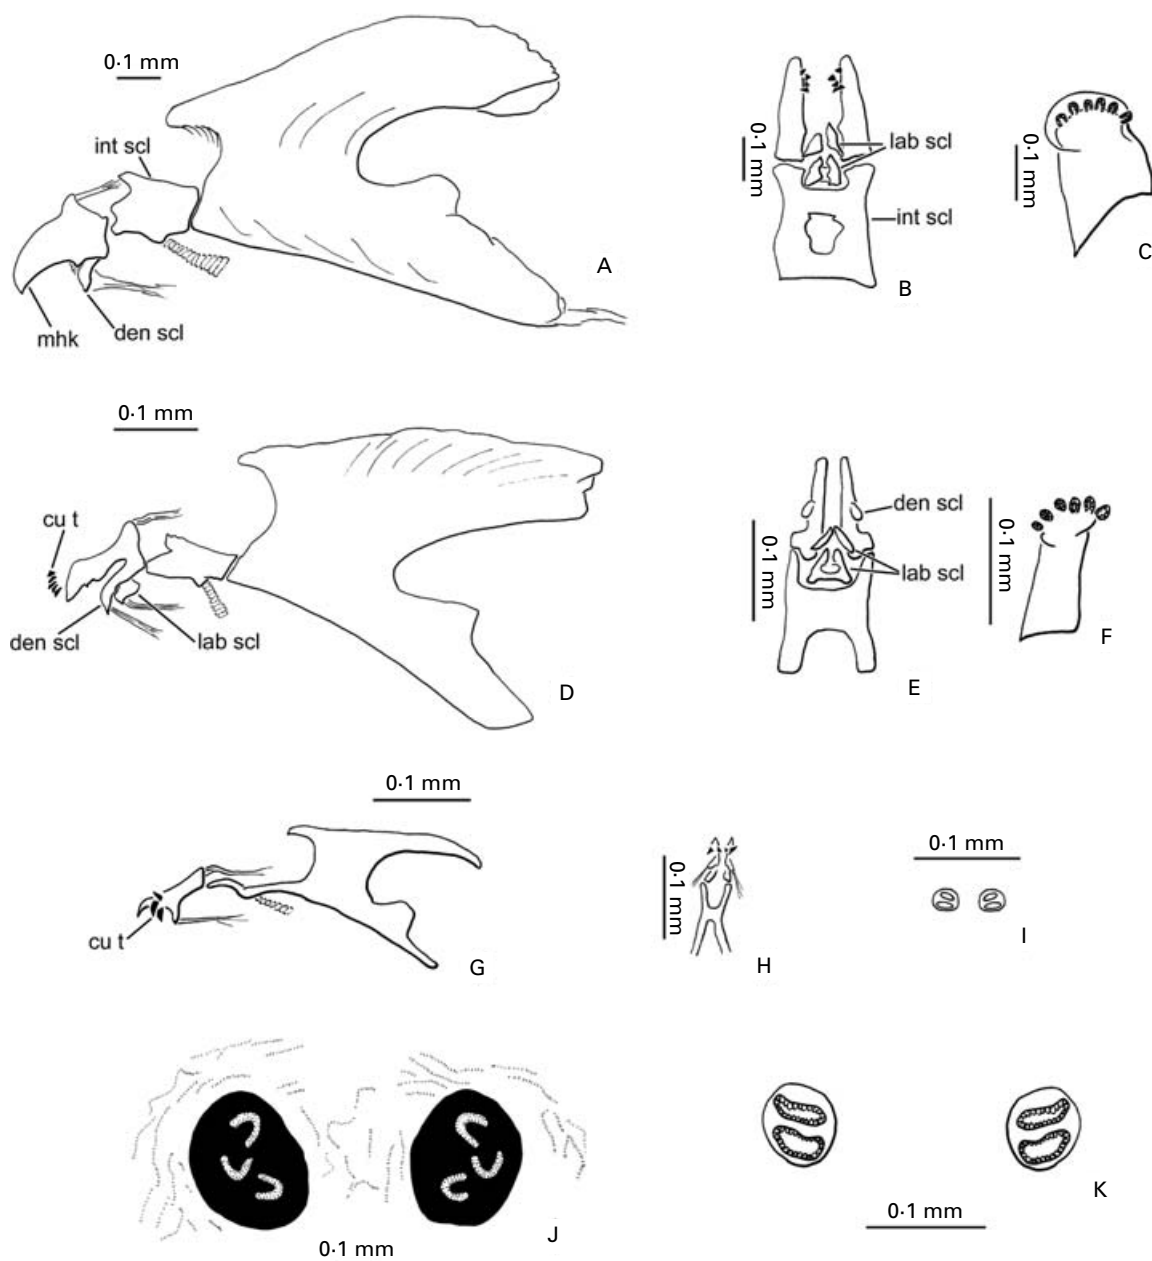 0·1 mm
int scl
mhk
den scl
A
0·1 mm
lab scl
int scl
B
0·1 mm
C
0·1 mm
cu t
den scl
lab scl
D
0·1 mm
den scl
lab scl
E
0·1 mm
F
0·1 mm
cu t
G
0·1 mm
H
0·1 mm
I
0·1 mm
J
K
0·1 mm